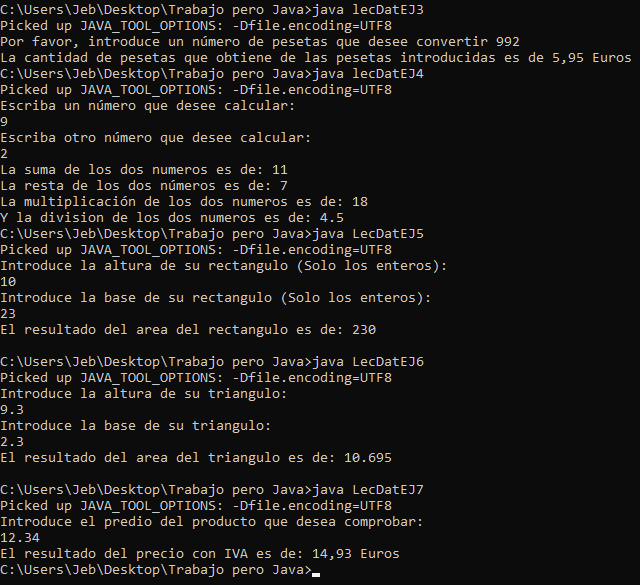 C:\Users\Jeb\Desktop\Trabajo pero Java>java lecDatEJ3
Picked up JAVA_TOOL_OPTIONS: -Dfile.encoding=UTF8
Por favor, introduce un número de pesetas que desee convertir 992
La cantidad de pesetas que obtiene de las pesetas introducidas es de 5,95 Euros
C:\Users\Jeb\Desktop\Trabajo pero Java>java lecDatEJ4
Picked up JAVA_TOOL_OPTIONS: -Dfile.encoding=UTF8
Escriba un número que desee calcular:
9
Escriba otro número que desee calcular:
2
La suma de los dos numeros es de: 11
La resta de los dos números es de: 7
La multiplicación de los dos numeros es de: 18
Y la division de los dos numeros es de: 4.5
C:\Users\Jeb\Desktop\Trabajo pero Java>java LecDatEJ5
Picked up JAVA_TOOL_OPTIONS: -Dfile.encoding=UTF8
Introduce la altura de su rectangulo (Solo los enteros):
10
Introduce la base de su rectangulo (Solo los enteros):
23
El resultado del area del rectangulo es de: 230
C:\Users\Jeb\Desktop\Trabajo pero Java>java LecDatEJ6
Picked up JAVA_TOOL_OPTIONS: -Dfile.encoding=UTF8
Introduce la altura de su triangulo:
9.3
Introduce la base de su triangulo:
2.3
El resultado del area del triangulo es de: 10.695
C:\Users\Jeb\Desktop\Trabajo pero Java>java LecDatEJ7
Picked up JAVA_TOOL_OPTIONS: -Dfile.encoding=UTF8
Introduce el predio del producto que desea comprobar:
12.34
El resultado del precio con IVA es de: 14,93 Euros
C:\Users\Jeb\Desktop\Trabajo pero Java>